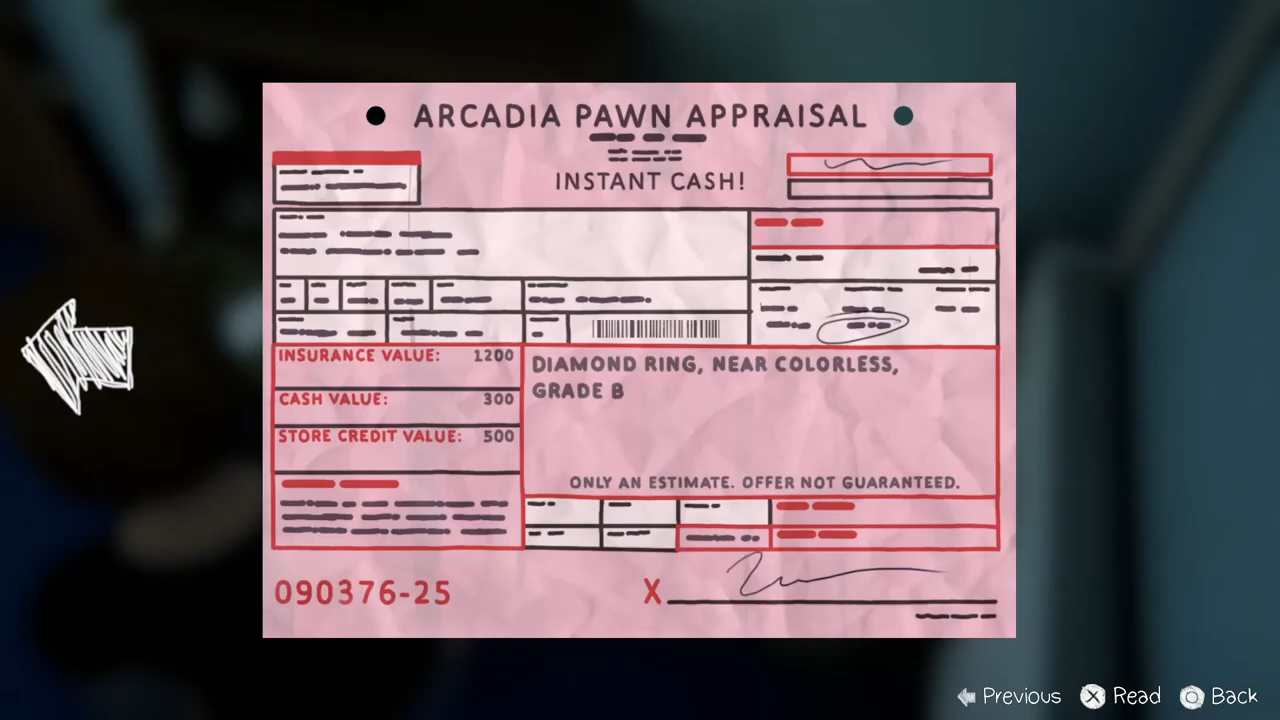 ARCADIA PAWN APPRAISAL
INSTANT CASH!
INSURANCE VALUE: 1200
CASH VALUE: 300
STORE CREDIT VALUE: 500
DIAMOND RING, NEAR COLORLESS,
GRADE B
ONLY AN ESTIMATE. OFFER NOT GUARANTEED.
090376-25
X
Previous
Read
Back